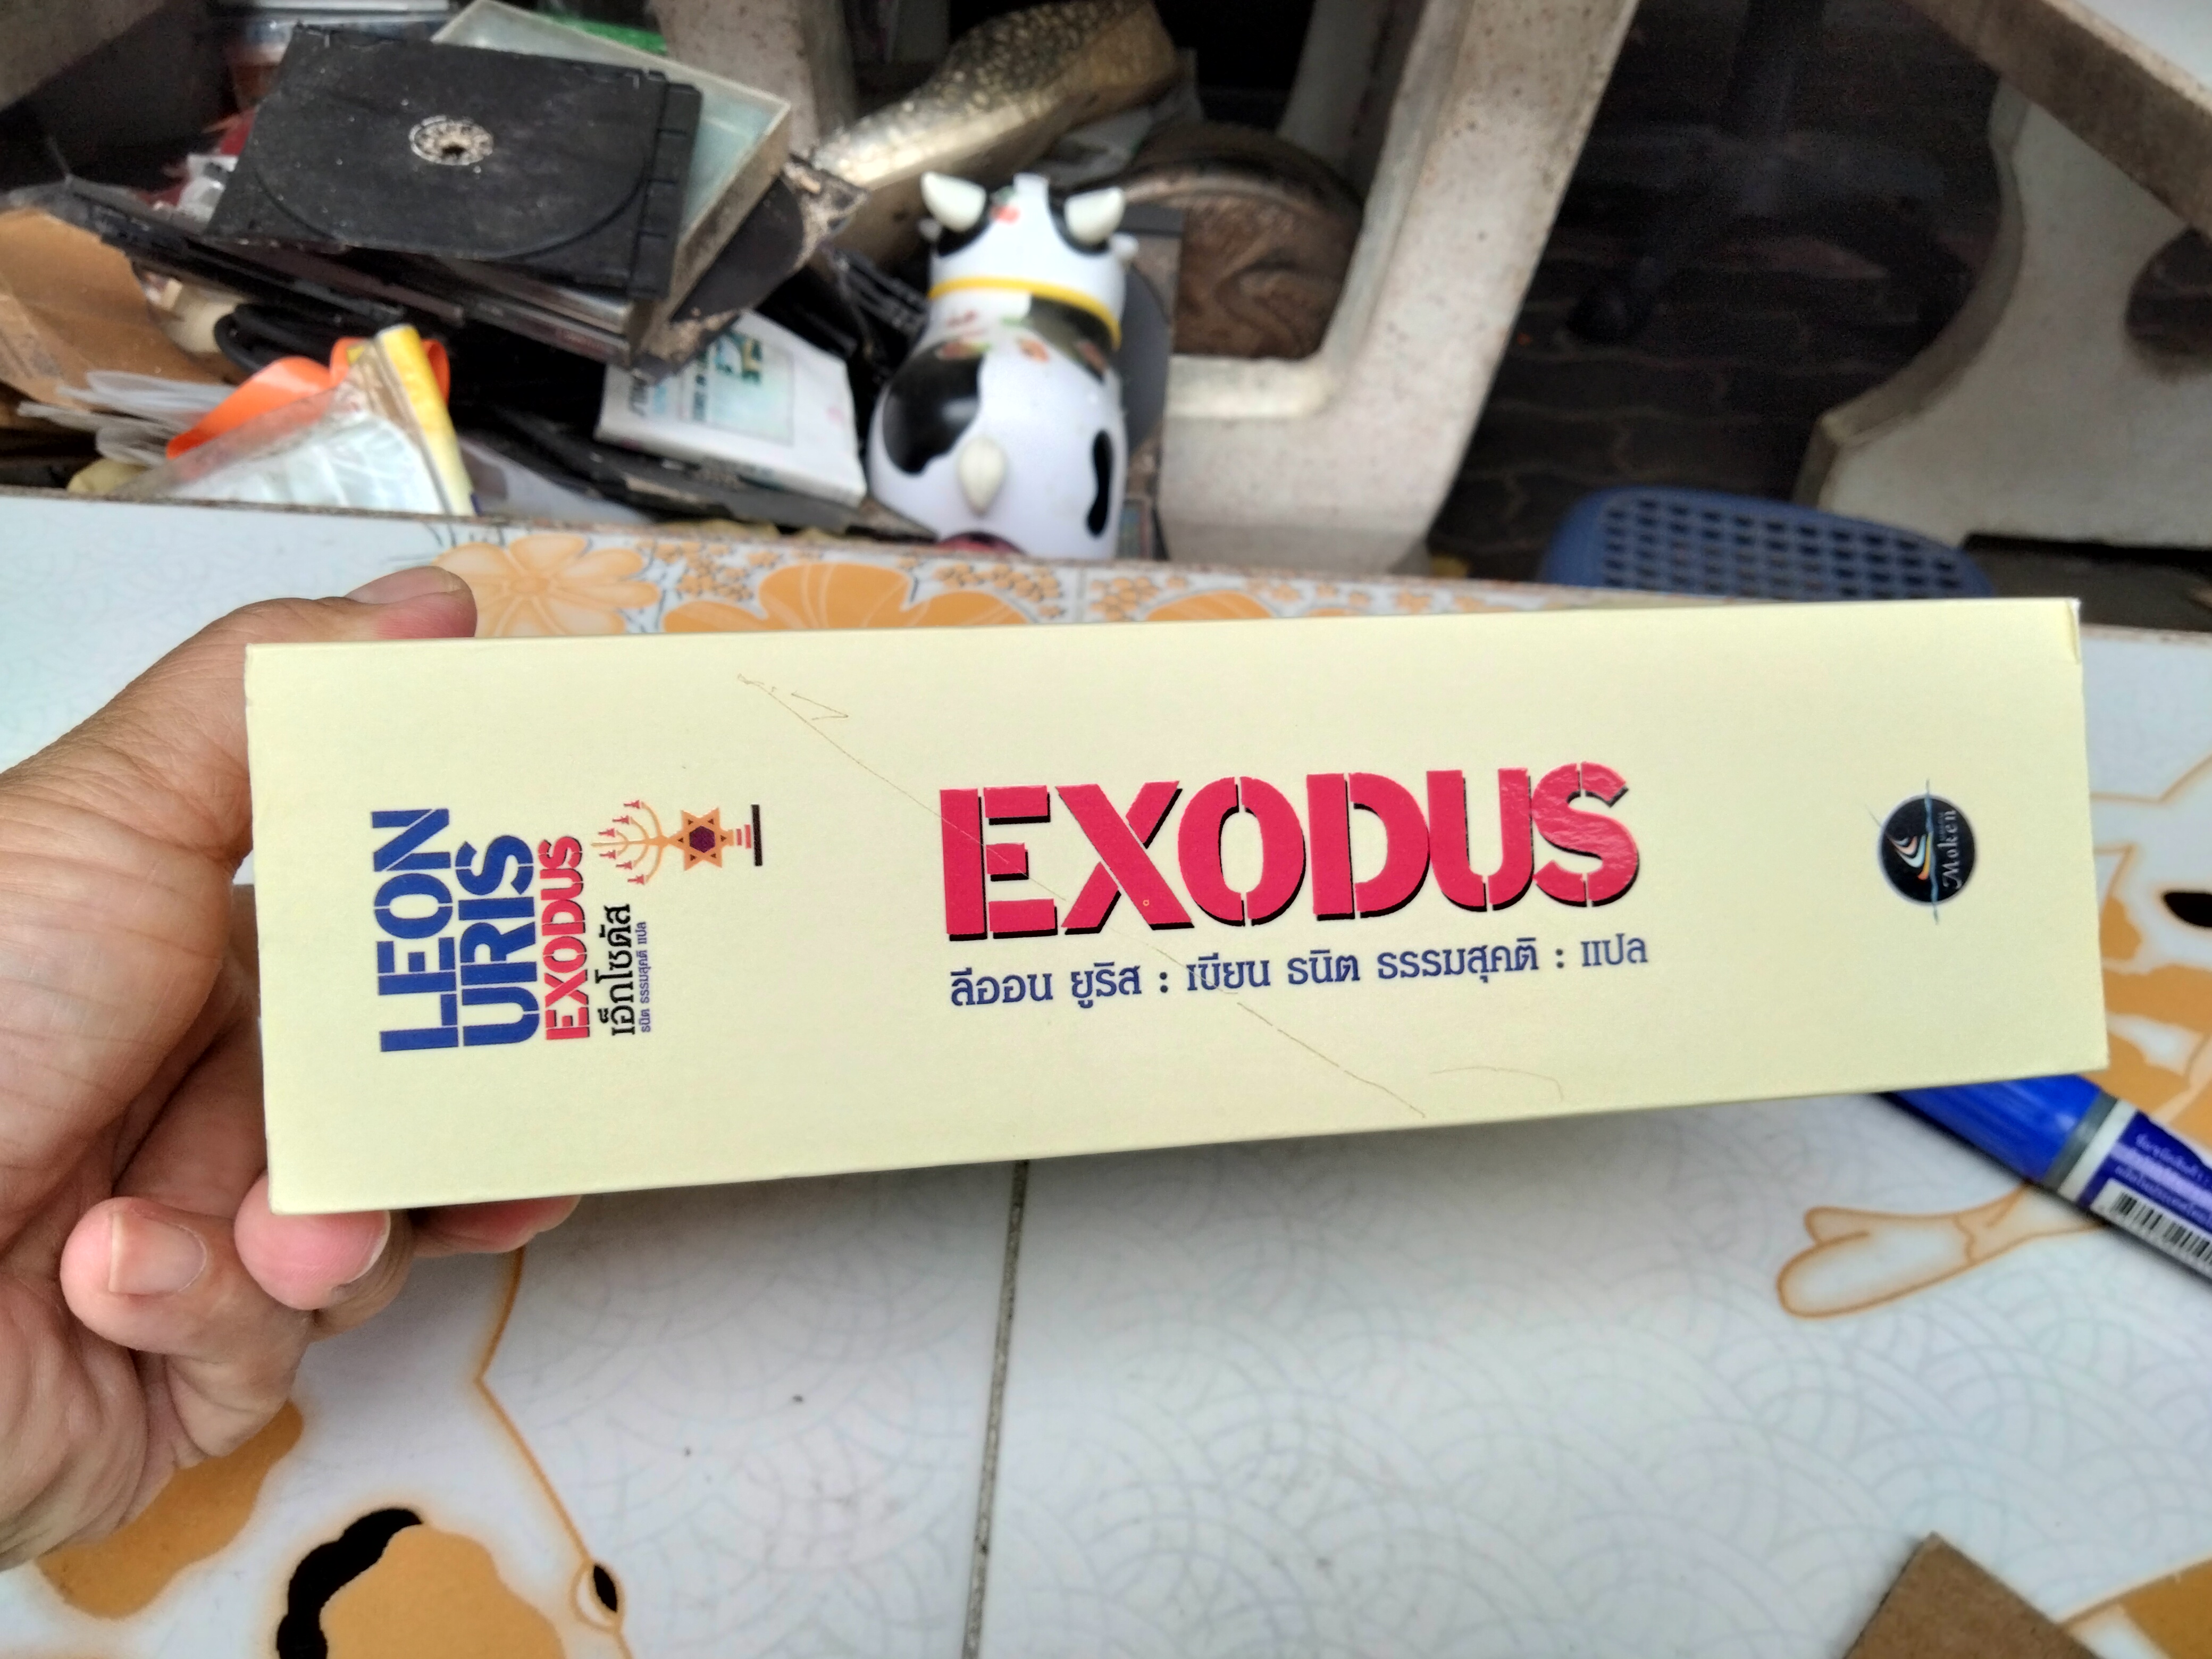 LEON
URIS
EXODUS
เอ็กโซดัส
ธนิต ธรรมสุคติ แปล
EXODUS
ลีออน ยูริส : เขียน ธนิต ธรรมสุคติ : แปล
Moken